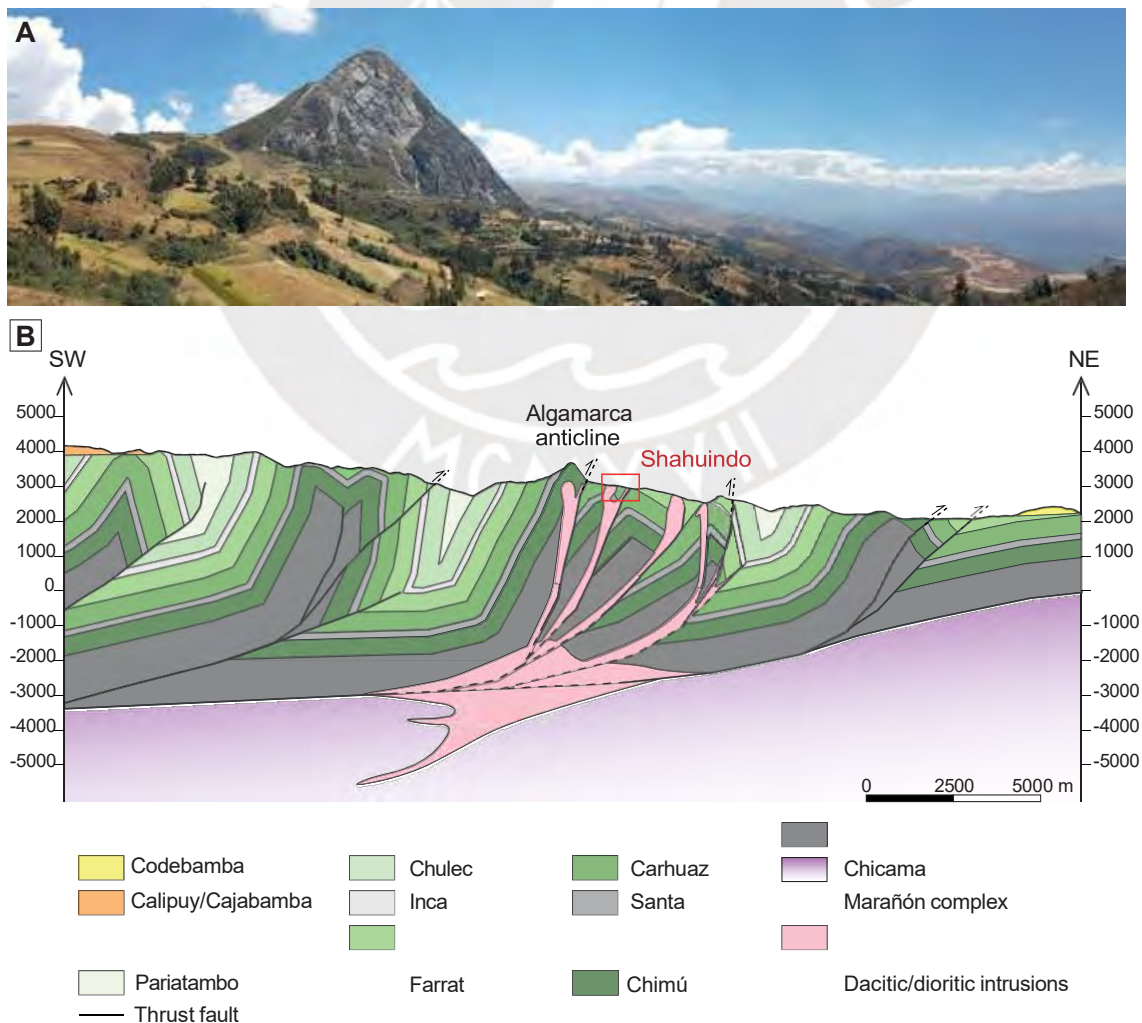 A
B
SW
NE
5000
4000
3000
2000
1000
0
-1000
-2000
-3000
-4000
-5000
Algamarca
anticline
Shahuindo
5000
4000
3000
2000
1000
-1000
-2000
-3000
-4000
-5000
0 2500 5000 m
MCMXVII
Codebamba Chulec Carhuaz Chicama
Calipuy/Cajabamba Inca Santa Marañón complex
Pariatambo Farrat Chimú Dacitic/dioritic intrusions
Thrust fault